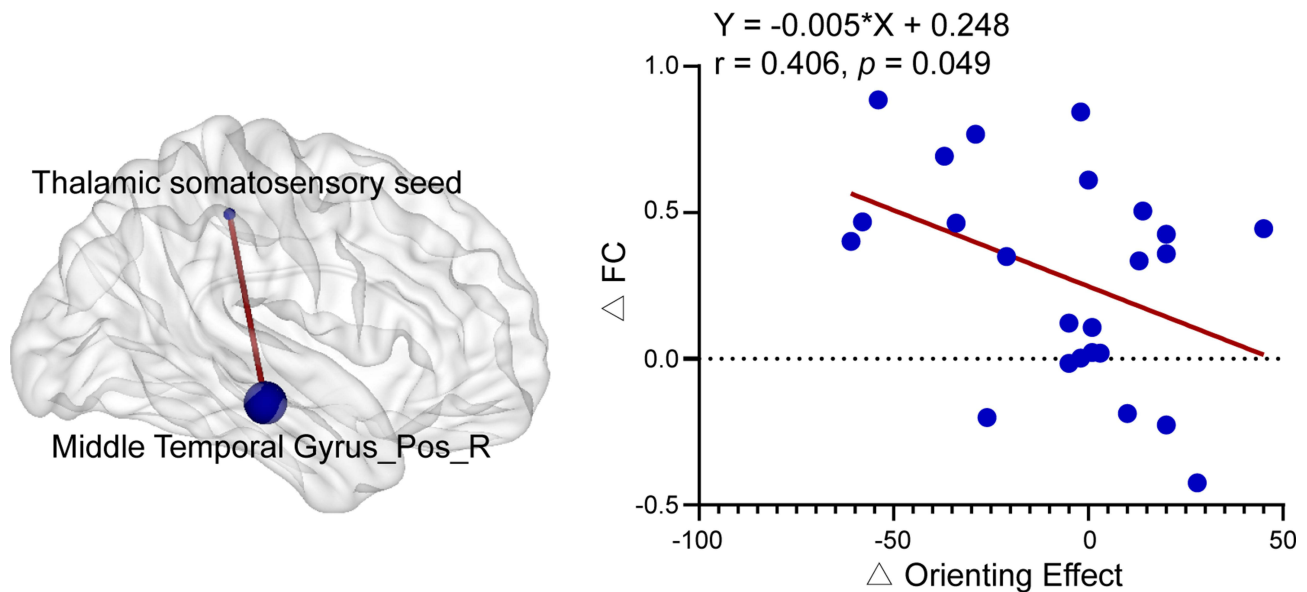 Thalamic somatosensory seed
Middle Temporal Gyrus_Pos_R
Y = -0.005*X + 0.248
r = 0.406, p = 0.049
1.0
0.5
0.0
-0.5
△ FC
-100
-50
0
50
△ Orienting Effect